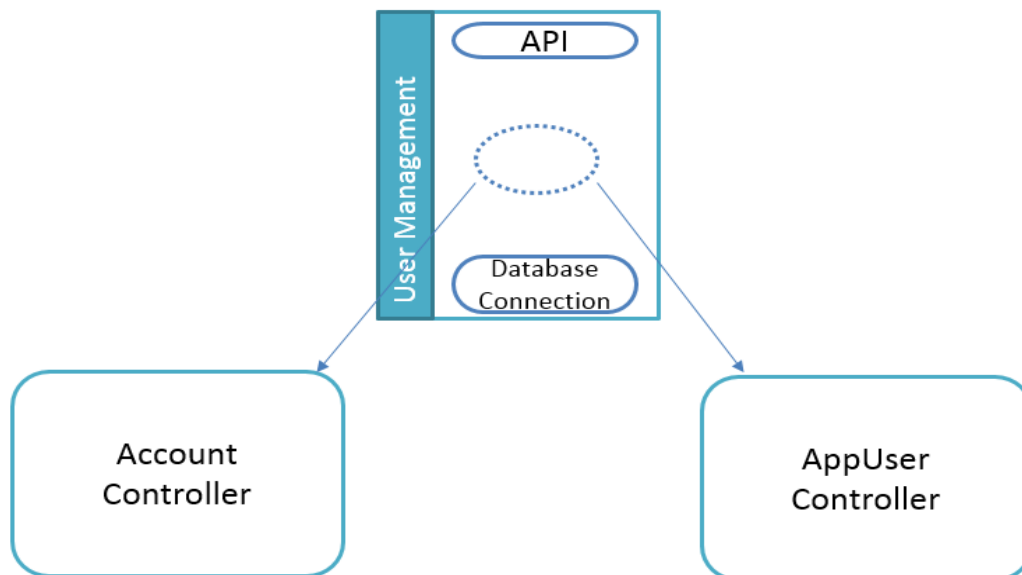 API
User Management
Database
Connection
Account
Controller
AppUser
Controller